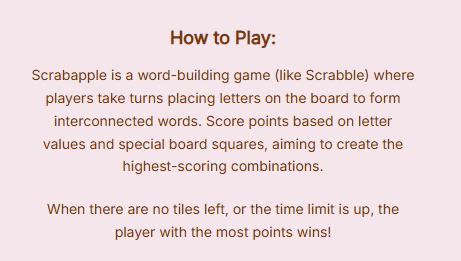 How to Play:
Scrabapple is a word-building game (like Scrabble) where
players take turns placing letters on the board to form
interconnected words. Score points based on letter
values and special board squares, aiming to create the
highest-scoring combinations.
When there are no tiles left, or the time limit is up, the
player with the most points wins!